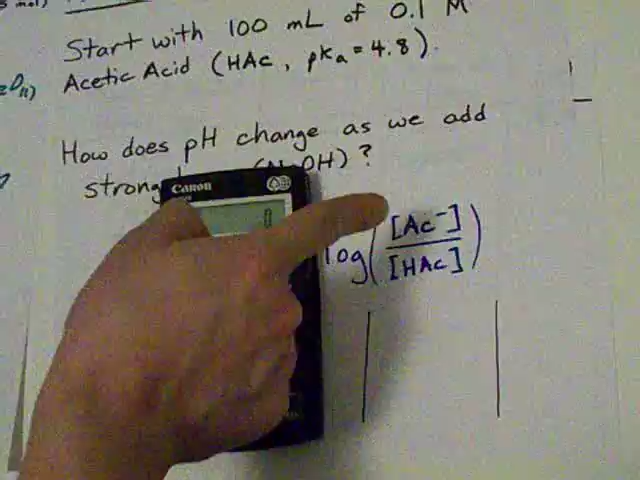 Start with 100 mL of 0.1 M
Acetic Acid (HAc, pKa = 4.8).
How does pH change as we add
strong OH)?
Canon
0
log([Ac⁻]/[HAc])